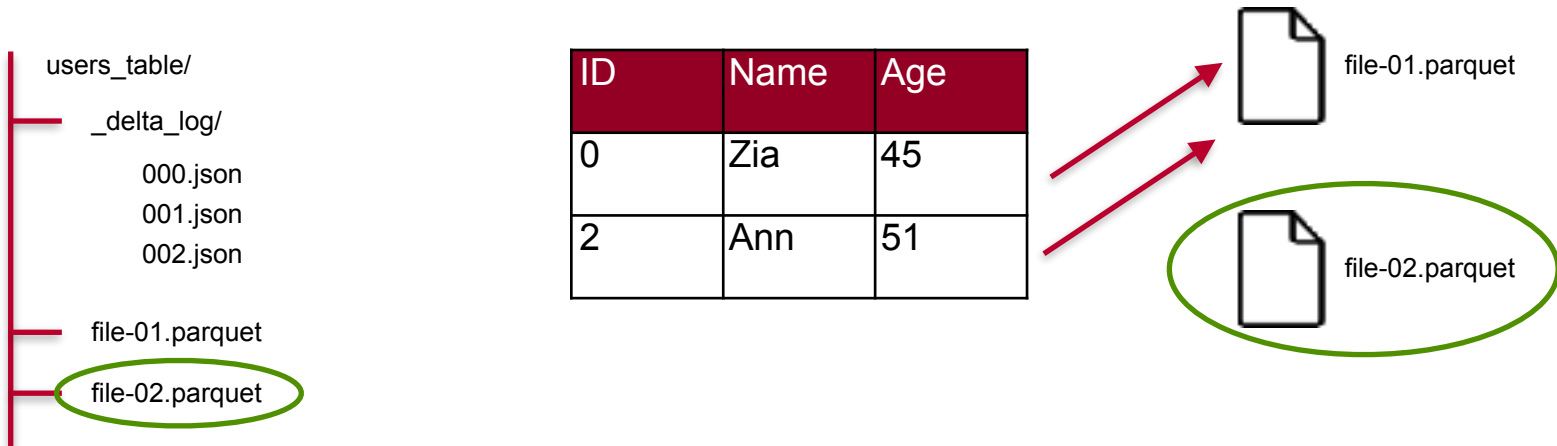 users_table/
_delta_log/
000.json
001.json
002.json
file-01.parquet
file-02.parquet
ID Name Age
0 Zia 45
2 Ann 51
file-01.parquet
file-02.parquet